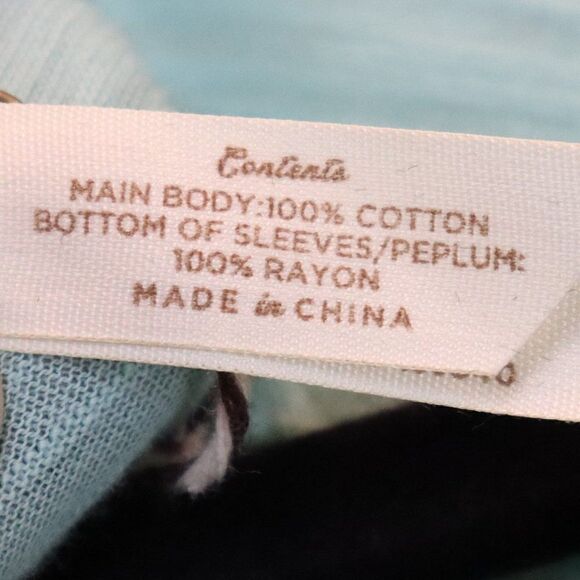 Contents
MAIN BODY:100% COTTON
BOTTOM OF SLEEVES/PEPLUM:
100% RAYON
MADE in CHINA